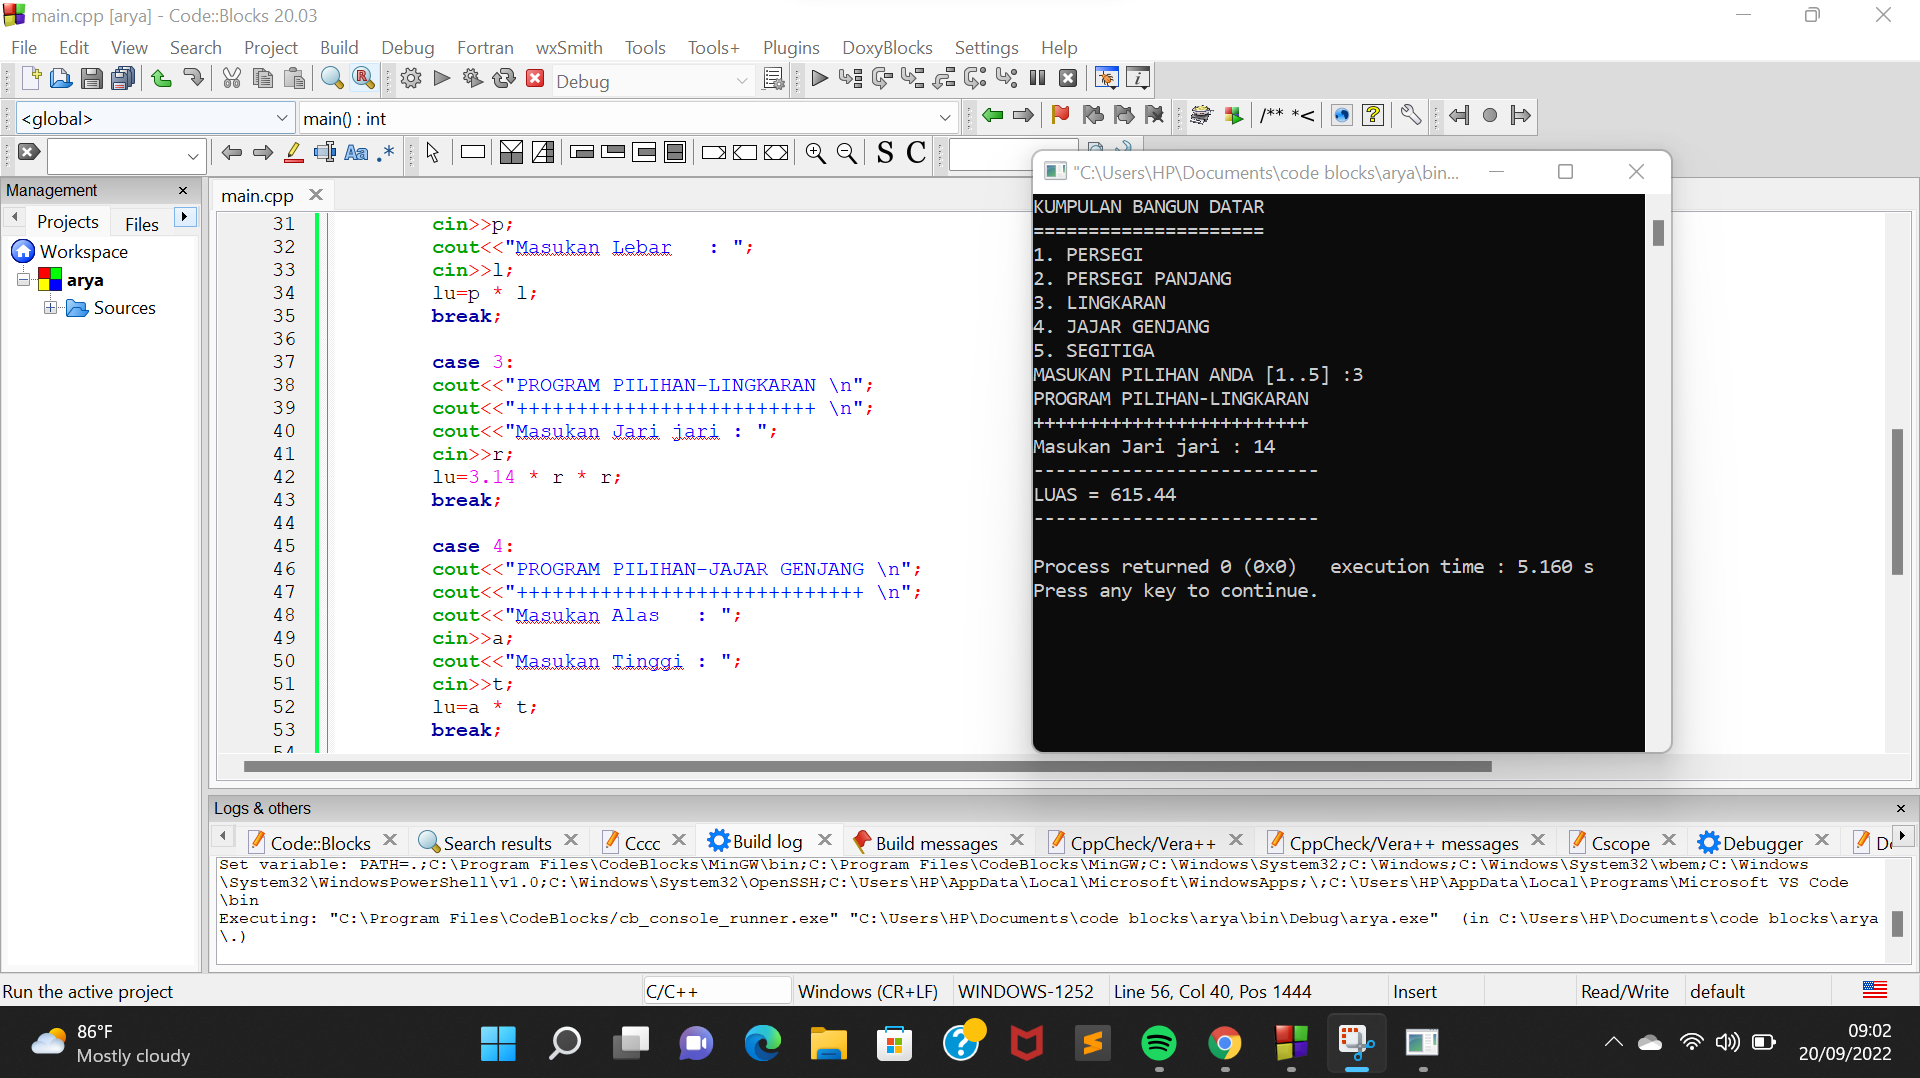 main.cpp [arya] - Code::Blocks 20.03
File Edit View Search Project Build Debug Fortran wxSmith Tools Tools+ Plugins DoxyBlocks Settings Help
Debug
<global>
main() : int
/** *<
Aa .* S C
Management
Projects Files
Workspace
arya
Sources
main.cpp
31 cin>>p;
32 cout<<"Masukan Lebar   : ";
33 cin>>l;
34 lu=p * l;
35 break;
36
37 case 3:
38 cout<<"PROGRAM PILIHAN-LINGKARAN \n";
39 cout<<"+++++++++++++++++++++++++ \n";
40 cout<<"Masukan Jari jari : ";
41 cin>>r;
42 lu=3.14 * r * r;
43 break;
44
45 case 4:
46 cout<<"PROGRAM PILIHAN-JAJAR GENJANG \n";
47 cout<<"+++++++++++++++++++++++++++++ \n";
48 cout<<"Masukan Alas   : ";
49 cin>>a;
50 cout<<"Masukan Tinggi : ";
51 cin>>t;
52 lu=a * t;
53 break;
54
"C:\Users\HP\Documents\code blocks\arya\bin...
KUMPULAN BANGUN DATAR
=====================
1. PERSEGI
2. PERSEGI PANJANG
3. LINGKARAN
4. JAJAR GENJANG
5. SEGITIGA
MASUKAN PILIHAN ANDA [1..5] :3
PROGRAM PILIHAN-LINGKARAN
+++++++++++++++++++++++++
Masukan Jari jari : 14
--------------------------
LUAS = 615.44
--------------------------
Process returned 0 (0x0)   execution time : 5.160 s
Press any key to continue.
Logs & others
Code::Blocks Search results Cccc Build log Build messages CppCheck/Vera++ CppCheck/Vera++ messages Cscope Debugger
Set variable: PATH=.;C:\Program Files\CodeBlocks\MinGW\bin;C:\Program Files\CodeBlocks\MinGW;C:\Windows\System32;C:\Windows;C:\Windows\System32\wbem;C:\Windows
\System32\WindowsPowerShell\v1.0;C:\Windows\System32\OpenSSH;C:\Users\HP\AppData\Local\Microsoft\WindowsApps;\;C:\Users\HP\AppData\Local\Programs\Microsoft VS Code
\bin
Executing: "C:\Program Files\CodeBlocks/cb_console_runner.exe" "C:\Users\HP\Documents\code blocks\arya\bin\Debug\arya.exe"  (in C:\Users\HP\Documents\code blocks\arya
\.)
Run the active project
C/C++
Windows (CR+LF) WINDOWS-1252 Line 56, Col 40, Pos 1444 Insert Read/Write default
86°F
Mostly cloudy
09:02
20/09/2022